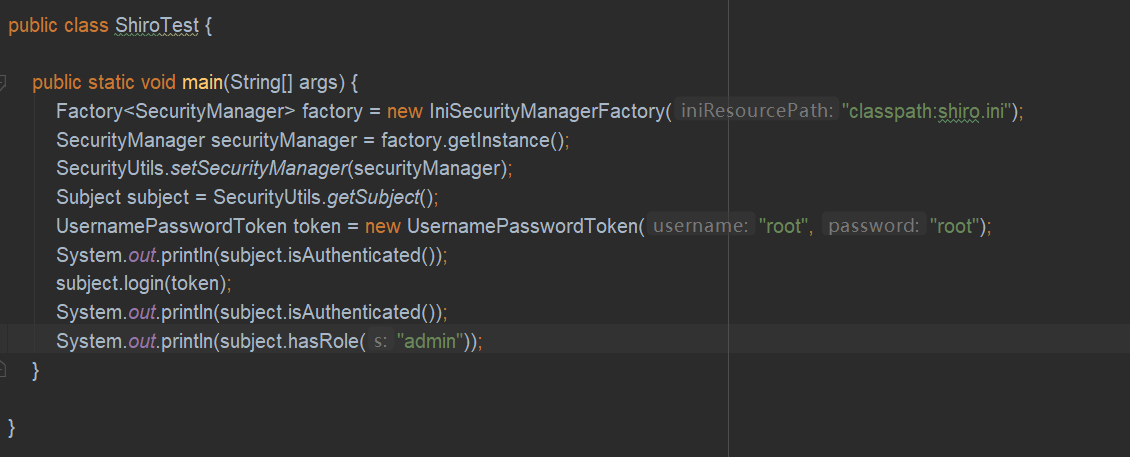 public class ShiroTest {
public static void main(String[] args) {
Factory<SecurityManager> factory = new IniSecurityManagerFactory( iniResourcePath: "classpath:shiro.ini");
SecurityManager securityManager = factory.getInstance();
SecurityUtils.setSecurityManager(securityManager);
Subject subject = SecurityUtils.getSubject();
UsernamePasswordToken token = new UsernamePasswordToken( username: "root", password: "root");
System.out.println(subject.isAuthenticated());
subject.login(token);
System.out.println(subject.isAuthenticated());
System.out.println(subject.hasRole( s: "admin"));
}
}